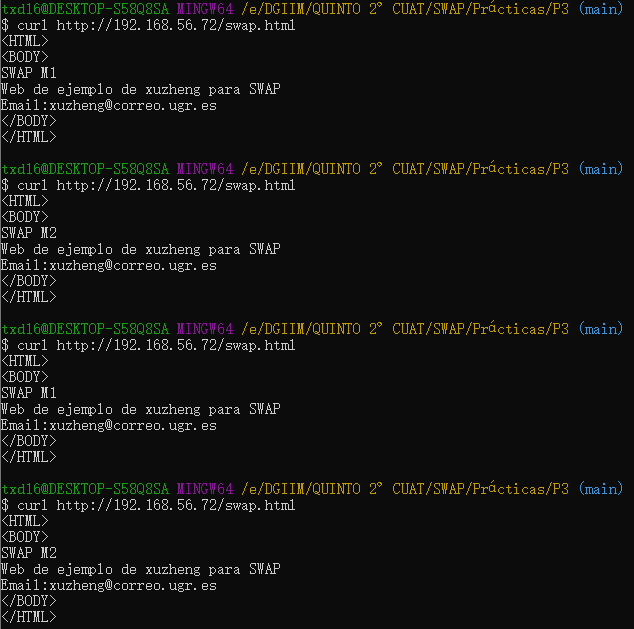 txd16@DESKTOP-S58Q8SA MINGW64 /e/DGIIM/QUINTO 2° CUAT/SWAP/Prácticas/P3 (main)
$ curl http://192.168.56.72/swap.html
<HTML>
<BODY>
SWAP M1
Web de ejemplo de xuzheng para SWAP
Email:xuzheng@correo.ugr.es
</BODY>
</HTML>

txd16@DESKTOP-S58Q8SA MINGW64 /e/DGIIM/QUINTO 2° CUAT/SWAP/Prácticas/P3 (main)
$ curl http://192.168.56.72/swap.html
<HTML>
<BODY>
SWAP M2
Web de ejemplo de xuzheng para SWAP
Email:xuzheng@correo.ugr.es
</BODY>
</HTML>

txd16@DESKTOP-S58Q8SA MINGW64 /e/DGIIM/QUINTO 2° CUAT/SWAP/Prácticas/P3 (main)
$ curl http://192.168.56.72/swap.html
<HTML>
<BODY>
SWAP M1
Web de ejemplo de xuzheng para SWAP
Email:xuzheng@correo.ugr.es
</BODY>
</HTML>

txd16@DESKTOP-S58Q8SA MINGW64 /e/DGIIM/QUINTO 2° CUAT/SWAP/Prácticas/P3 (main)
$ curl http://192.168.56.72/swap.html
<HTML>
<BODY>
SWAP M2
Web de ejemplo de xuzheng para SWAP
Email:xuzheng@correo.ugr.es
</BODY>
</HTML>